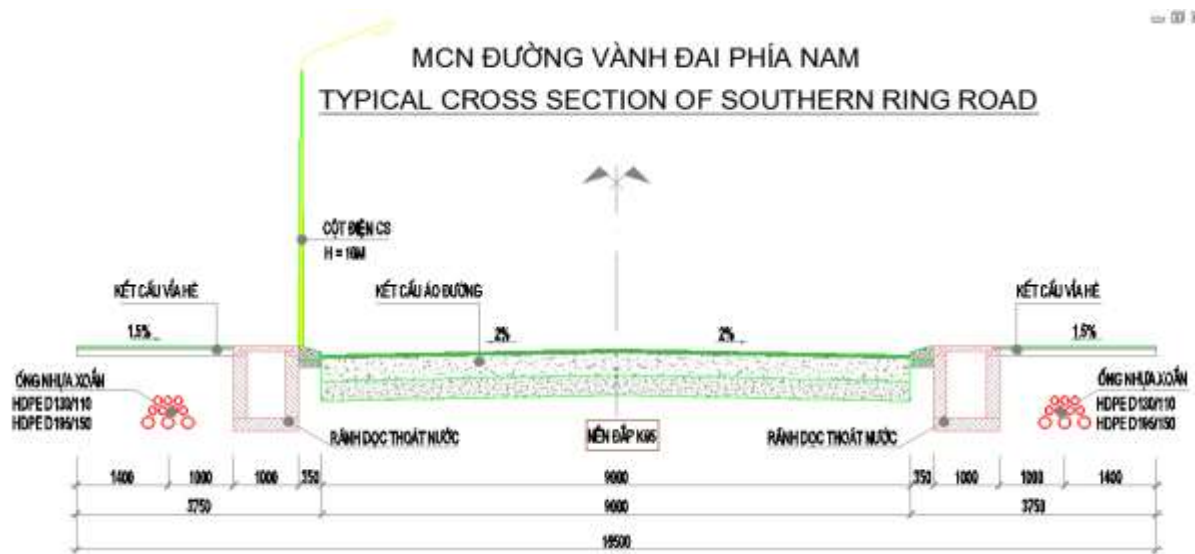 MCN ĐƯỜNG VÀNH ĐAI PHÍA NAM
TYPICAL CROSS SECTION OF SOUTHERN RING ROAD
CỘT ĐIỆN CS
H = 10M
KẾT CẤU VỈA HÈ
KẾT CẤU ÁO ĐƯỜNG
KẾT CẤU VỈA HÈ
1.5%
2%
2%
1.5%
ỐNG NHỰA XOẮN
HDPE D130/110
HDPE D195/150
ỐNG NHỰA XOẮN
HDPE D130/110
HDPE D195/150
RÃNH DỌC THOÁT NƯỚC
NỀN ĐẮP K95
RÃNH DỌC THOÁT NƯỚC
1400 1000 1000 350 9000 350 1000 1000 1400
3750 9000 3750
16500